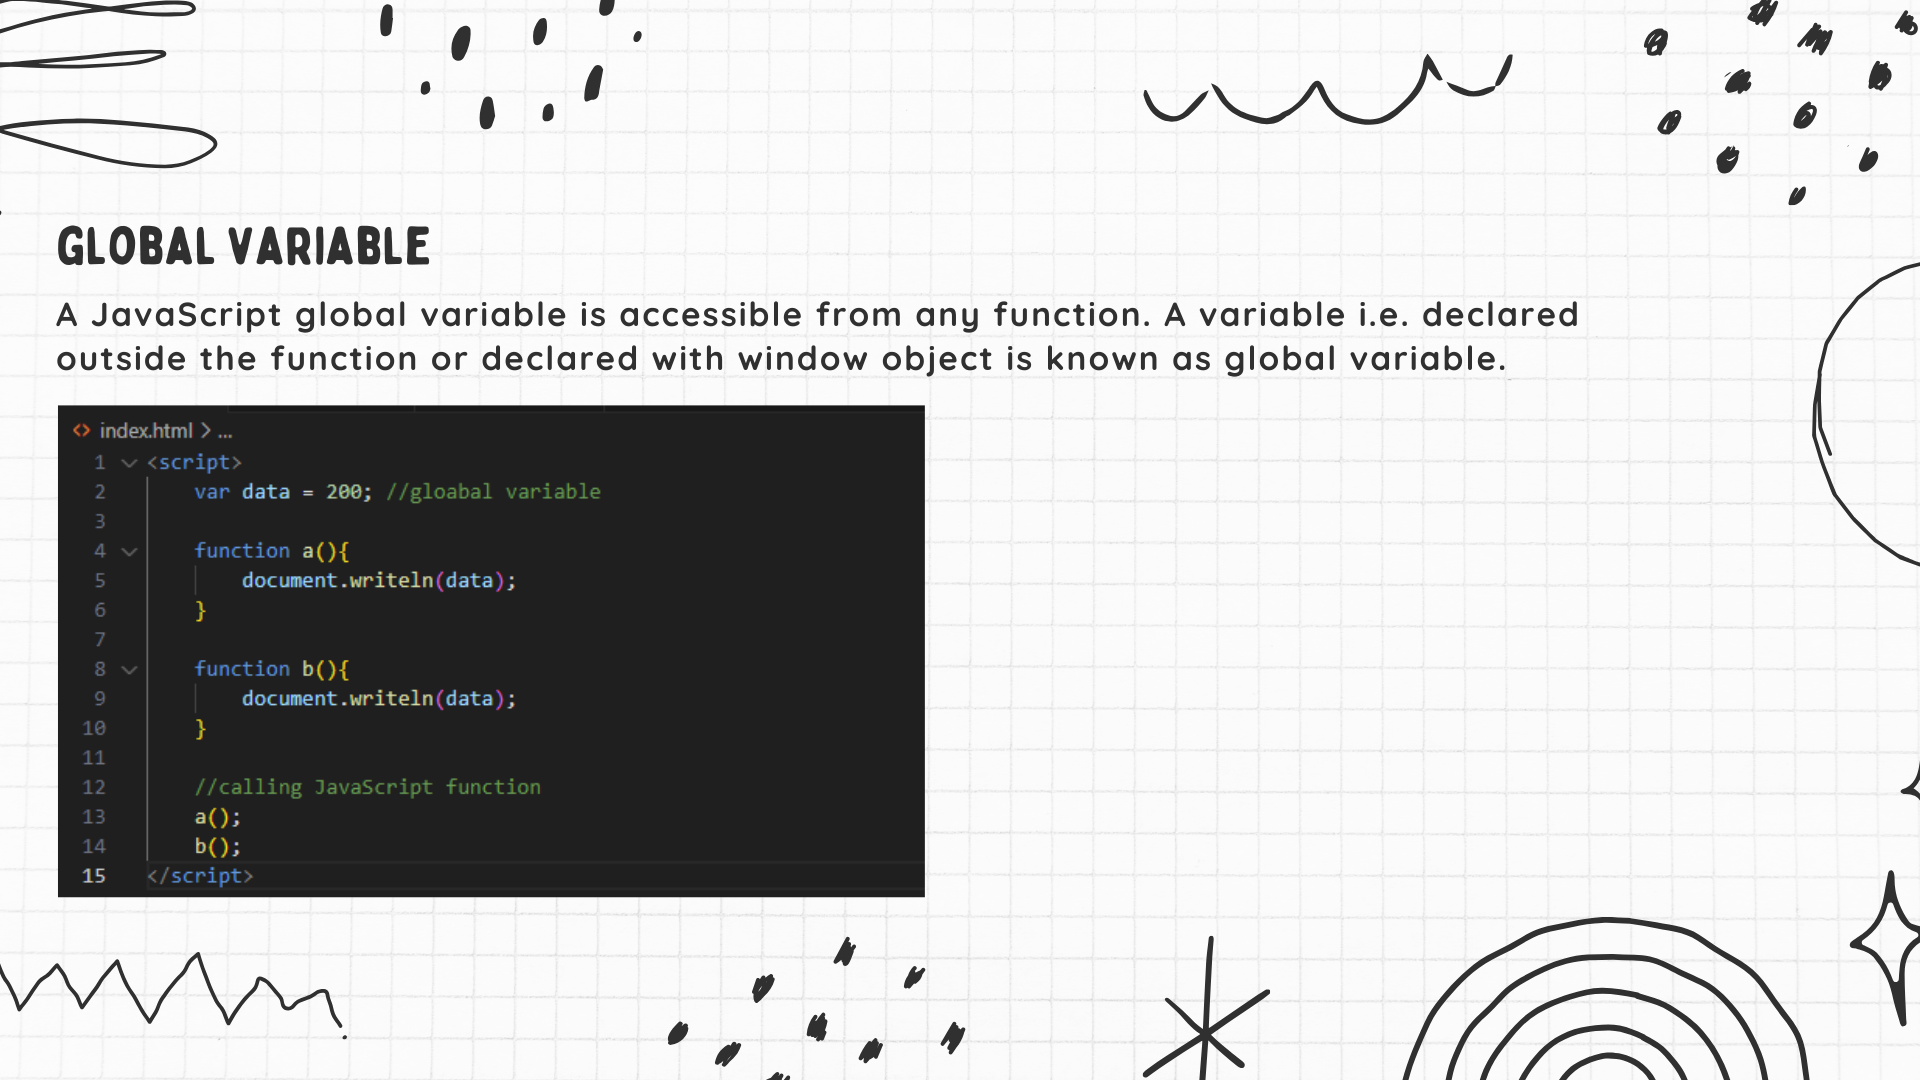 GLOBAL VARIABLE
A JavaScript global variable is accessible from any function. A variable i.e. declared
outside the function or declared with window object is known as global variable.
<> index.html > ...
1 <script>
2 var data = 200; //gloabal variable
3
4 function a(){
5 document.writeln(data);
6 }
7
8 function b(){
9 document.writeln(data);
10 }
11
12 //calling JavaScript function
13 a();
14 b();
15 </script>